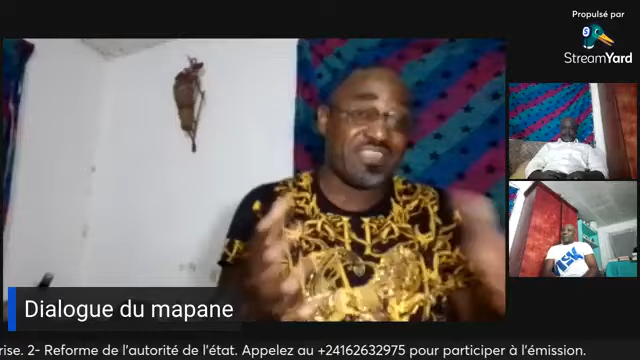 Propulsé par
StreamYard
LSK
Dialogue du mapane
rise. 2- Reforme de l'autorité de l'état. Appelez au +24162632975 pour participer à l'émission.